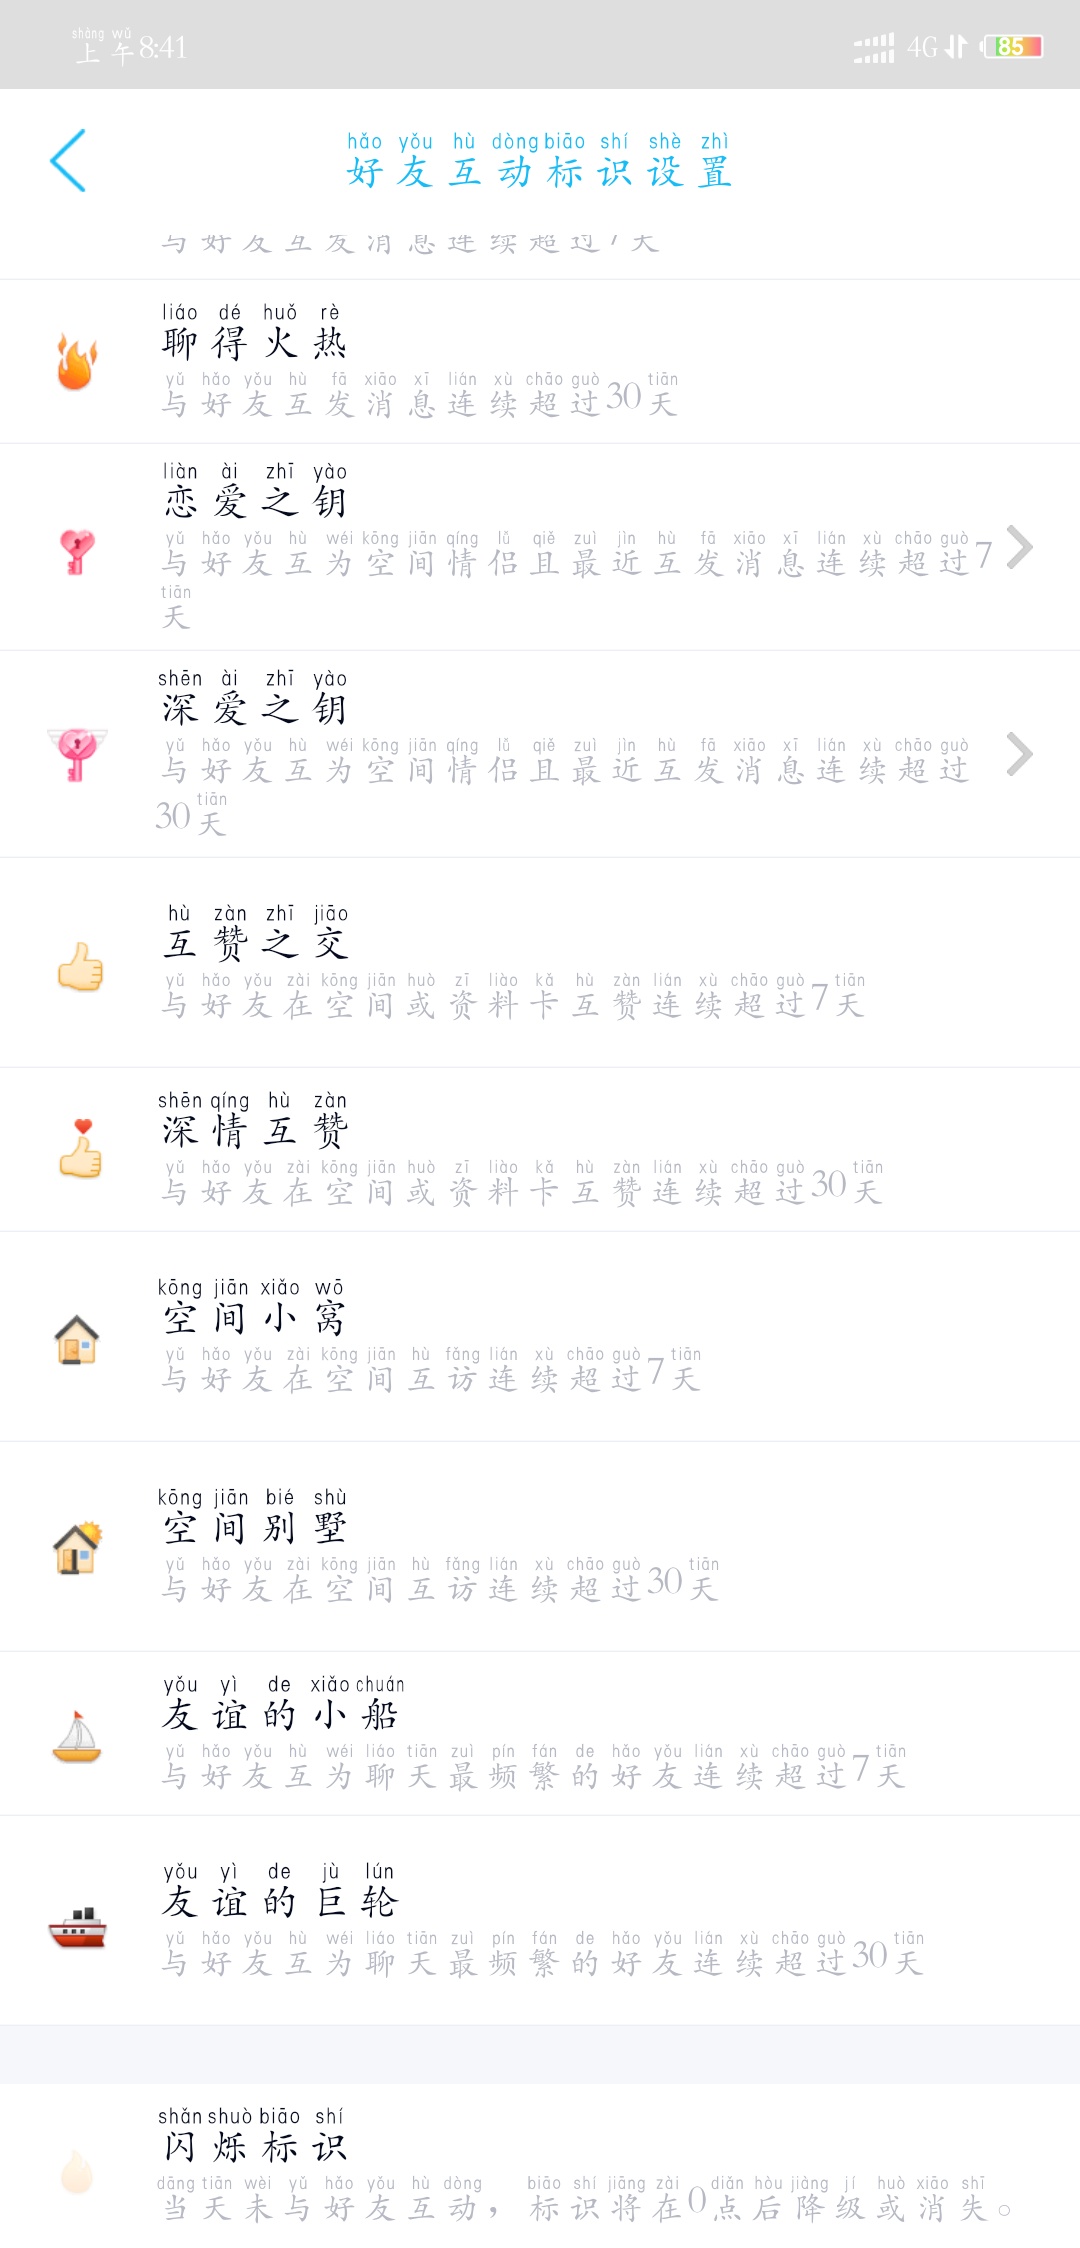 shàng wǔ
上午8:41
4G
85
hǎo yǒu hù dòng biāo shí shè zhì
好友互动标识设置
与好友互发消息连续超过7天
liáo dé huǒ rè
聊得火热
yǔ hǎo yǒu hù fā xiāo xī lián xù chāo guò tiān
与好友互发消息连续超过30天
liàn ài zhī yào
恋爱之钥
yǔ hǎo yǒu hù wéi kōng jiān qíng lǚ qiě zuì jìn hù fā xiāo xī lián xù chāo guò
与好友互为空间情侣且最近互发消息连续超过7
tiān
天
shēn ài zhī yào
深爱之钥
yǔ hǎo yǒu hù wéi kōng jiān qíng lǚ qiě zuì jìn hù fā xiāo xī lián xù chāo guò
与好友互为空间情侣且最近互发消息连续超过
tiān
30天
hù zàn zhī jiāo
互赞之交
yǔ hǎo yǒu zài kōng jiān huò zī liào kǎ hù zàn lián xù chāo guò tiān
与好友在空间或资料卡互赞连续超过7天
shēn qíng hù zàn
深情互赞
yǔ hǎo yǒu zài kōng jiān huò zī liào kǎ hù zàn lián xù chāo guò tiān
与好友在空间或资料卡互赞连续超过30天
kōng jiān xiǎo wō
空间小窝
yǔ hǎo yǒu zài kōng jiān hù fǎng lián xù chāo guò tiān
与好友在空间互访连续超过7天
kōng jiān bié shù
空间别墅
yǔ hǎo yǒu zài kōng jiān hù fǎng lián xù chāo guò tiān
与好友在空间互访连续超过30天
yǒu yì de xiǎo chuán
友谊的小船
yǔ hǎo yǒu hù wéi liáo tiān zuì pín fán de hǎo yǒu lián xù chāo guò tiān
与好友互为聊天最频繁的好友连续超过7天
yǒu yì de jù lún
友谊的巨轮
yǔ hǎo yǒu hù wéi liáo tiān zuì pín fán de hǎo yǒu lián xù chāo guò tiān
与好友互为聊天最频繁的好友连续超过30天
shǎn shuò biāo shí
闪烁标识
dāng tiān wèi yǔ hǎo yǒu hù dòng biāo shí jiāng zài diǎn hòu jiàng jí huò xiāo shī
当天未与好友互动，标识将在0点后降级或消失。